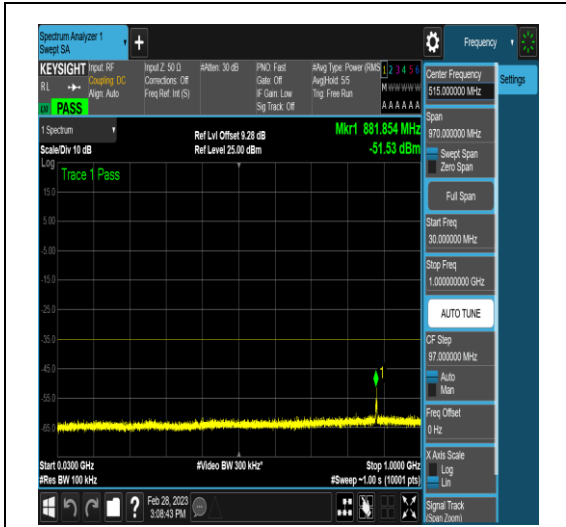 Spectrum Analyzer 1
Swept SA
+
Frequency
KEYSIGHT
RL
PASS
Input: RF
Coupling: DC
Align: Auto
Input Z: 50 Ω
Corrections: Off
Freq Ref: Int (S)
#Atten: 30 dB
PNO: Fast
Gate: Off
IF Gain: Low
Sig Track: Off
#Avg Type: Power (RMS
Avg|Hold: 5/5
Trig: Free Run
1 2 3 4 5 6
M W W W W W
A A A A A A
Center Frequency
515.000000 MHz
Settings
Span
970.000000 MHz
Swept Span
Zero Span
Full Span
Start Freq
30.000000 MHz
Stop Freq
1.000000000 GHz
AUTO TUNE
CF Step
97.000000 MHz
Auto
Man
Freq Offset
0 Hz
X Axis Scale
Log
Lin
Signal Track
(Span Zoom)
1 Spectrum
Scale/Div 10 dB
Ref Lvl Offset 9.28 dB
Ref Level 25.00 dBm
Mkr1 881.854 MHz
-51.53 dBm
Log
Trace 1 Pass
15.0
5.00
-5.00
-15.0
-25.0
-35.0
-45.0
1
-55.0
-65.0
Start 0.0300 GHz
#Video BW 300 kHz*
Stop 1.0000 GHz
#Res BW 100 kHz
#Sweep ~1.00 s (10001 pts)
?
Feb 28, 2023
3:08:43 PM